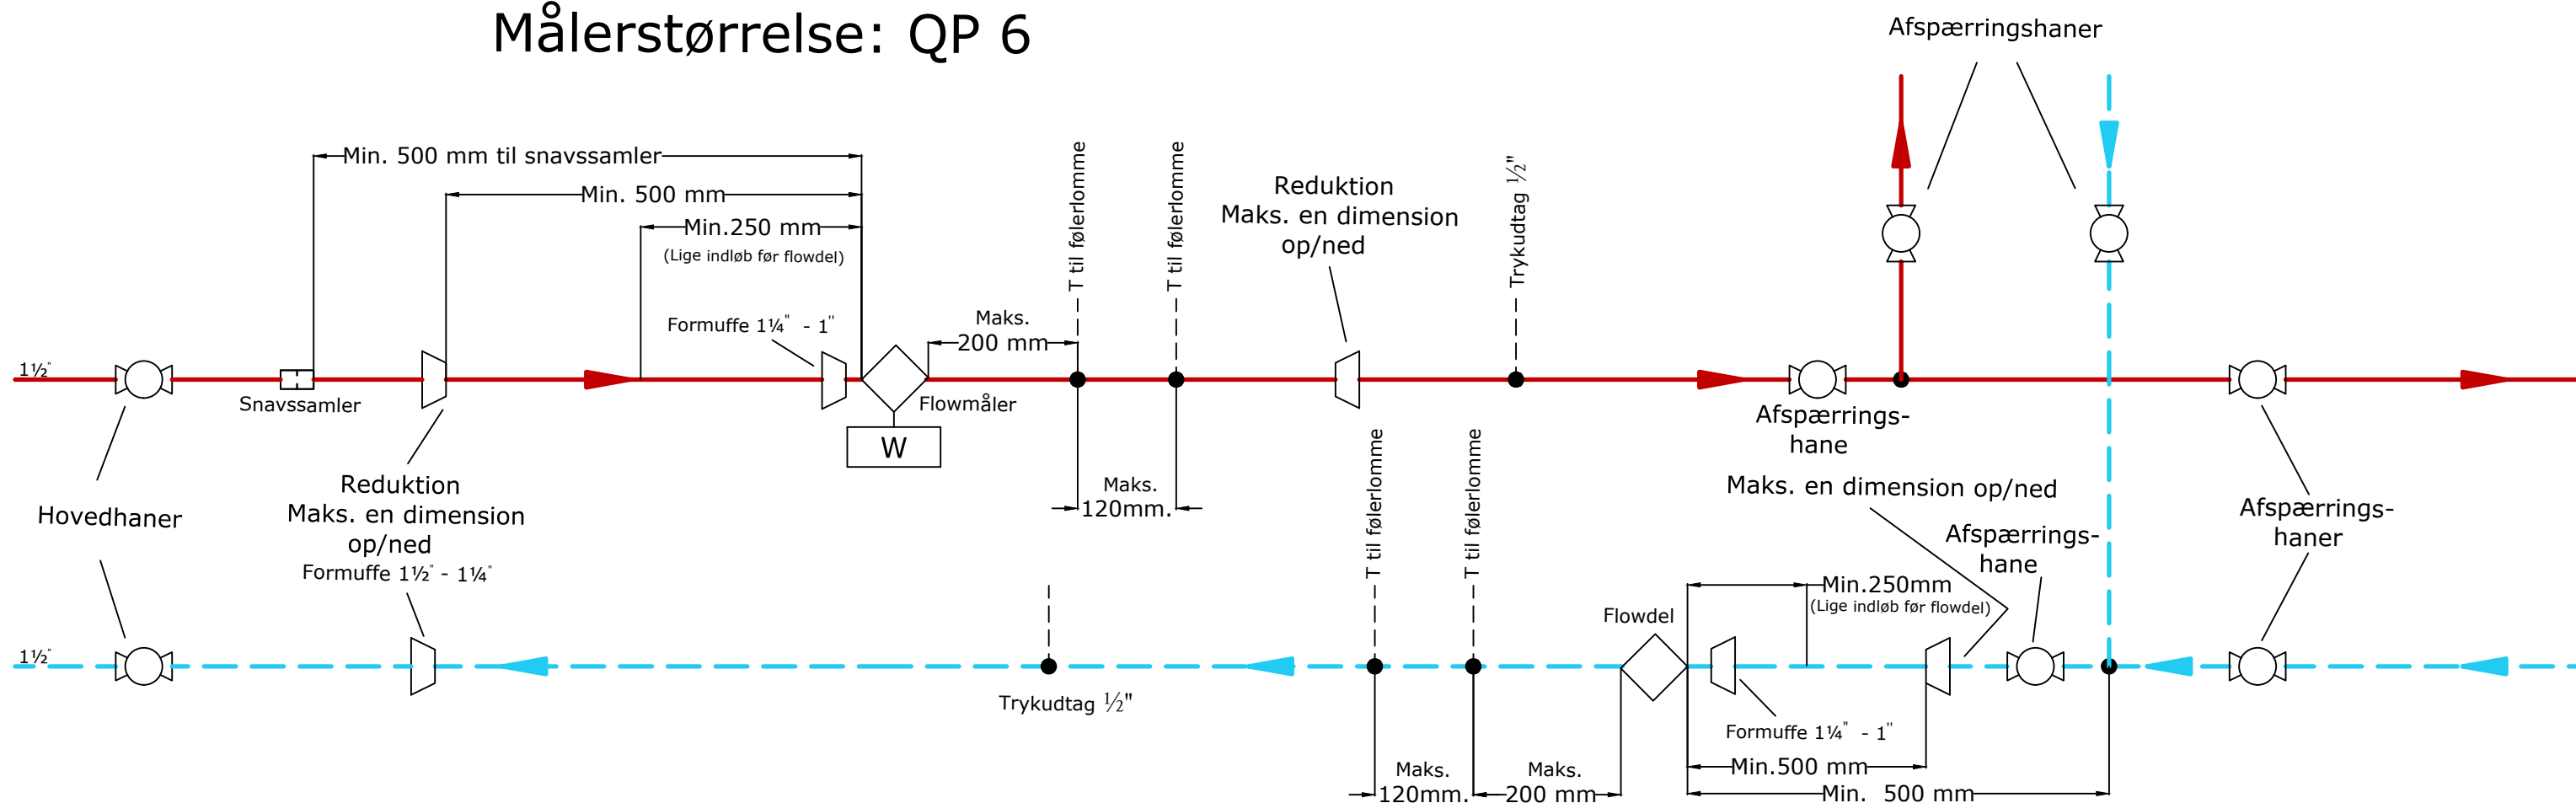 Målerstørrelse: QP 6
Afspærringshaner
Min. 500 mm til snavssamler
Min. 500 mm
Min.250 mm
(Lige indløb før flowdel)
T til følerlomme
T til følerlomme
Reduktion
Maks. en dimension
op/ned
Trykudtag ½"
Formuffe 1¼" - 1"
Maks.
200 mm
1½"
Snavssamler
Flowmåler
W
Afspærrings-
hane
Hovedhaner
Reduktion
Maks. en dimension
op/ned
Formuffe 1½" - 1¼"
Maks.
120mm.
T til følerlomme
T til følerlomme
Maks. en dimension op/ned
Afspærrings-
hane
Afspærrings-
haner
Min.250mm
(Lige indløb før flowdel)
Flowdel
1½"
Trykudtag ½"
Formuffe 1¼" - 1"
Maks.
120mm.
Maks.
200 mm
Min.500 mm
Min. 500 mm